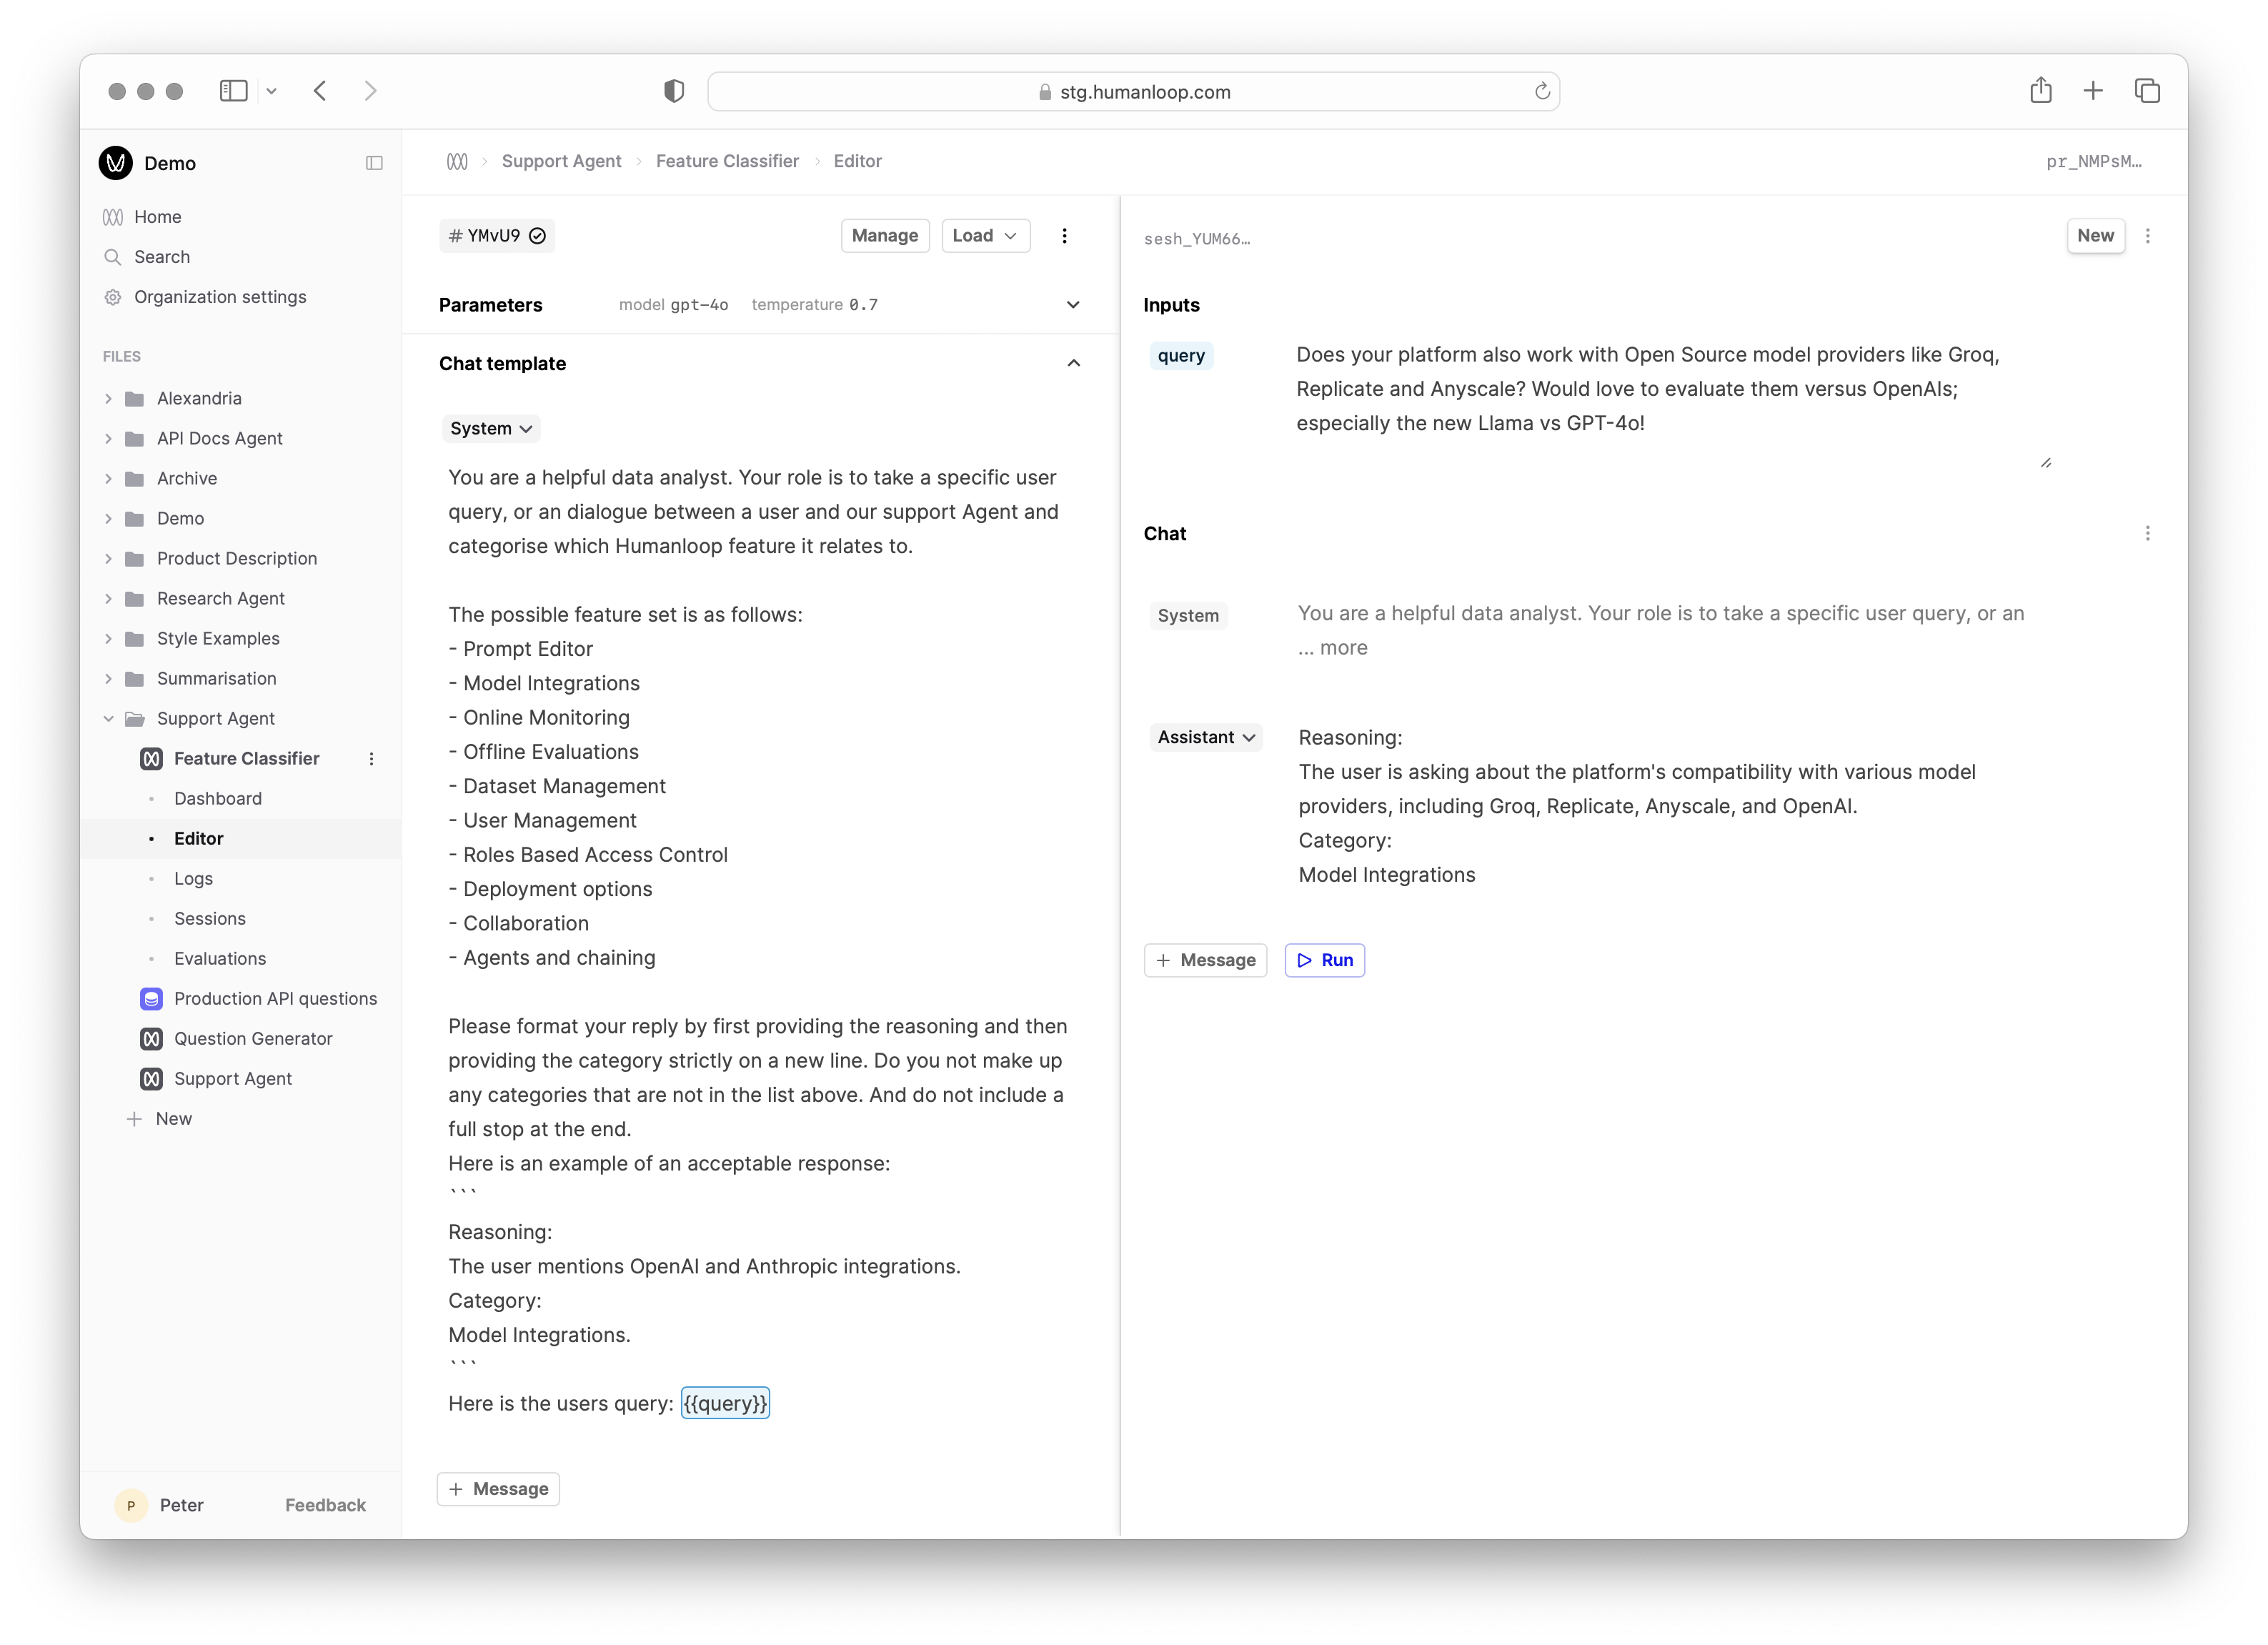 stg.humanloop.com
Demo
Home
Search
Organization settings
FILES
Alexandria
API Docs Agent
Archive
Demo
Product Description
Research Agent
Style Examples
Summarisation
Support Agent
Feature Classifier
Dashboard
Editor
Logs
Sessions
Evaluations
Production API questions
Question Generator
Support Agent
New
P Peter Feedback
Support Agent > Feature Classifier > Editor
pr_NMPsM…
# YMvU9
Manage Load
Parameters model gpt-4o temperature 0.7
Chat template
System
You are a helpful data analyst. Your role is to take a specific user
query, or an dialogue between a user and our support Agent and
categorise which Humanloop feature it relates to.
The possible feature set is as follows:
- Prompt Editor
- Model Integrations
- Online Monitoring
- Offline Evaluations
- Dataset Management
- User Management
- Roles Based Access Control
- Deployment options
- Collaboration
- Agents and chaining
Please format your reply by first providing the reasoning and then
providing the category strictly on a new line. Do you not make up
any categories that are not in the list above. And do not include a
full stop at the end.
Here is an example of an acceptable response:
```
Reasoning:
The user mentions OpenAI and Anthropic integrations.
Category:
Model Integrations.
```
Here is the users query: {{query}}
+ Message
sesh_YUM66…
New
Inputs
query
Does your platform also work with Open Source model providers like Groq,
Replicate and Anyscale? Would love to evaluate them versus OpenAIs;
especially the new Llama vs GPT-4o!
Chat
System
You are a helpful data analyst. Your role is to take a specific user query, or an
... more
Assistant
Reasoning:
The user is asking about the platform's compatibility with various model
providers, including Groq, Replicate, Anyscale, and OpenAI.
Category:
Model Integrations
+ Message
Run